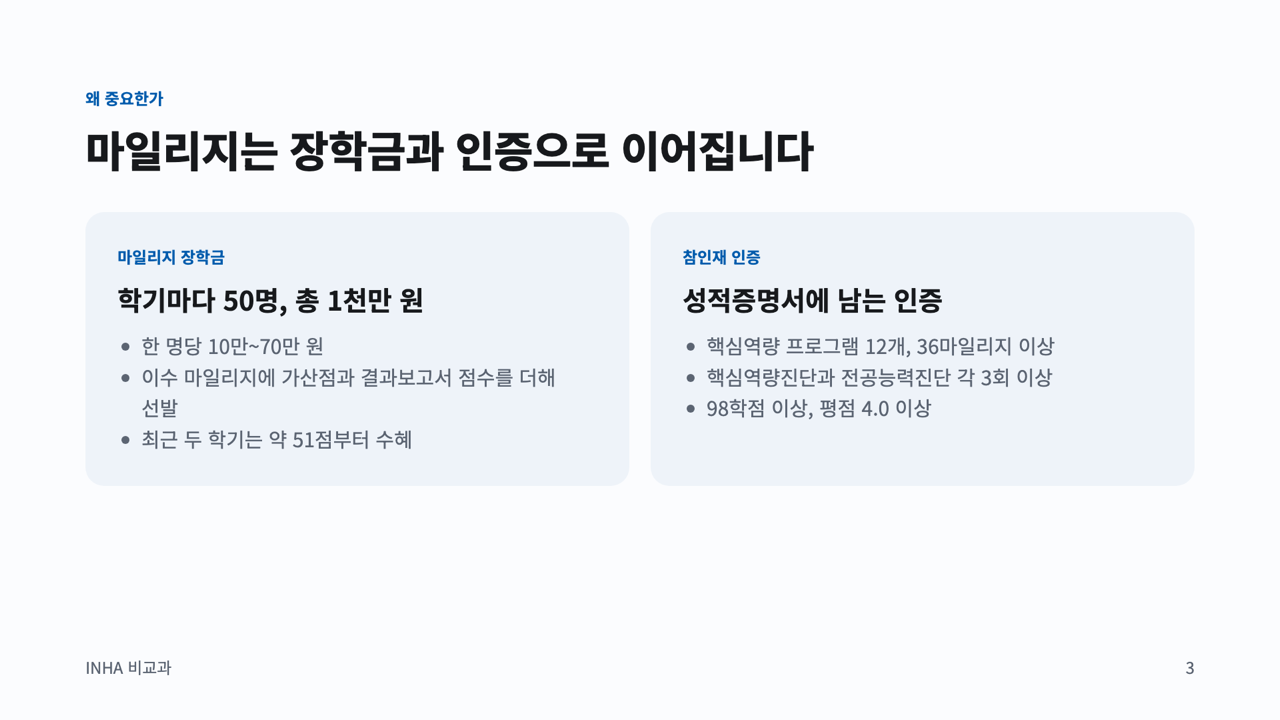 왜 중요한가
마일리지는 장학금과 인증으로 이어집니다
마일리지 장학금
학기마다 50명, 총 1천만 원
• 한 명당 10만~70만 원
• 이수 마일리지에 가산점과 결과보고서 점수를 더해
선발
• 최근 두 학기는 약 51점부터 수혜
참인재 인증
성적증명서에 남는 인증
• 핵심역량 프로그램 12개, 36마일리지 이상
• 핵심역량진단과 전공능력진단 각 3회 이상
• 98학점 이상, 평점 4.0 이상
INHA 비교과
3